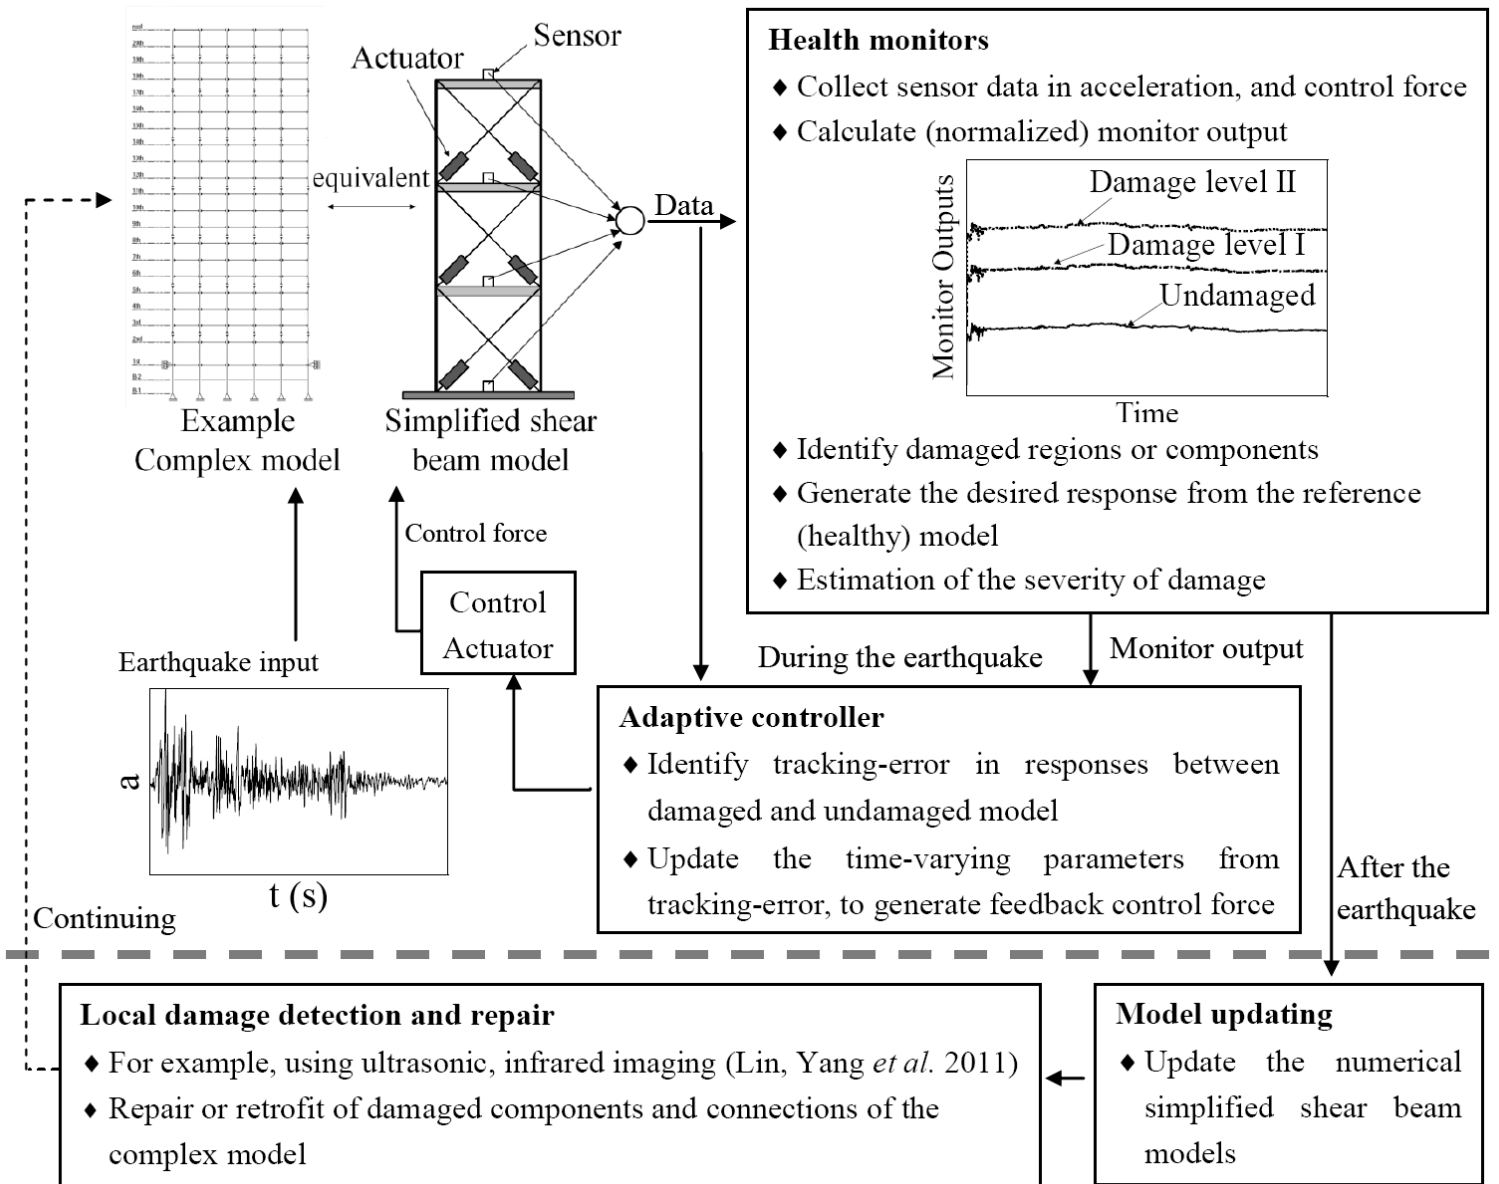 Actuator
Sensor
equivalent
Data
Example
Complex model
Simplified shear
beam model
Health monitors
♦ Collect sensor data in acceleration, and control force
♦ Calculate (normalized) monitor output
Monitor Outputs
Damage level II
Damage level I
Undamaged
Time
♦ Identify damaged regions or components
♦ Generate the desired response from the reference
(healthy) model
♦ Estimation of the severity of damage
Control force
Control
Actuator
Earthquake input
a
t (s)
During the earthquake
Monitor output
Adaptive controller
♦ Identify tracking-error in responses between
damaged and undamaged model
♦ Update the time-varying parameters from
tracking-error, to generate feedback control force
After the
earthquake
Continuing
Local damage detection and repair
♦ For example, using ultrasonic, infrared imaging (Lin, Yang et al. 2011)
♦ Repair or retrofit of damaged components and connections of the
complex model
Model updating
♦ Update the numerical
simplified shear beam
models